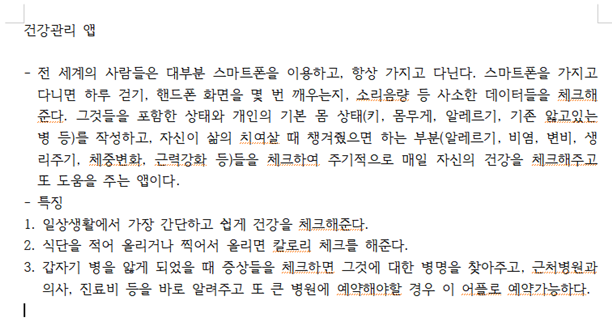 건강관리 앱
- 전 세계의 사람들은 대부분 스마트폰을 이용하고, 항상 가지고 다닌다. 스마트폰을 가지고
다니면 하루 걷기, 핸드폰 화면을 몇 번 깨우는지, 소리음량 등 사소한 데이터들을 체크해
준다. 그것들을 포함한 상태와 개인의 기본 몸 상태(키, 몸무게, 알레르기, 기존 앓고있는
병 등)를 작성하고, 자신이 삶의 치여살 때 챙겨줬으면 하는 부분(알레르기, 비염, 변비, 생
리주기, 체중변화, 근력강화 등)들을 체크하여 주기적으로 매일 자신의 건강을 체크해주고
또 도움을 주는 앱이다.
- 특징
1. 일상생활에서 가장 간단하고 쉽게 건강을 체크해준다.
2. 식단을 적어 올리거나 찍어서 올리면 칼로리 체크를 해준다.
3. 갑자기 병을 앓게 되었을 때 증상들을 체크하면 그것에 대한 병명을 찾아주고, 근처병원과
의사, 진료비 등을 바로 알려주고 또 큰 병원에 예약해야할 경우 이 어플로 예약가능하다.